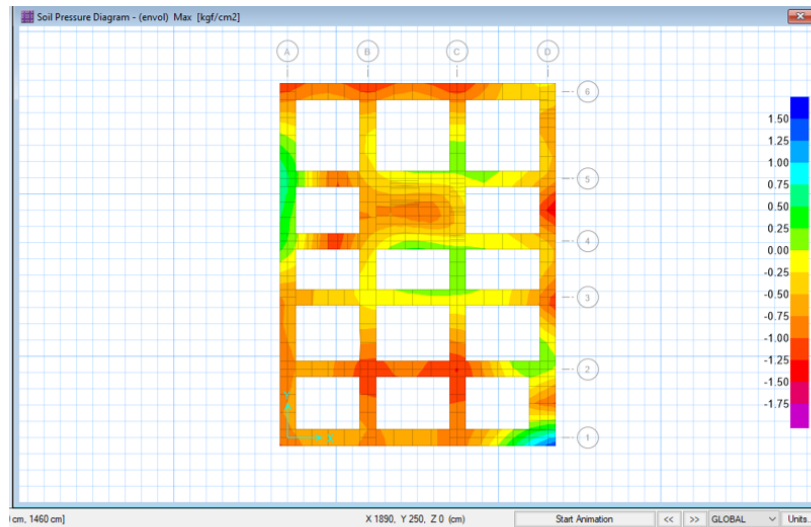 Soil Pressure Diagram - (envol) Max [kgf/cm2]
A B C D
6
5
4
3
2
1
Y
X
1.50
1.25
1.00
0.75
0.50
0.25
0.00
-0.25
-0.50
-0.75
-1.00
-1.25
-1.50
-1.75
cm, 1460 cm]
X 1890, Y 250, Z 0 (cm)
Start Animation
<<
>>
GLOBAL
Units